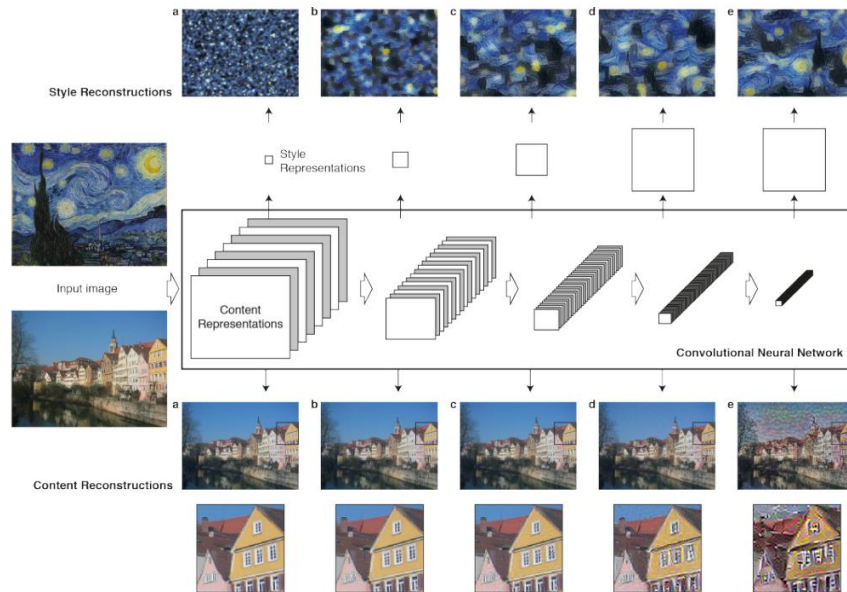 a b c d e
Style Reconstructions
Style
Representations
Input image
Content
Representations
Convolutional Neural Network
a b c d e
Content Reconstructions